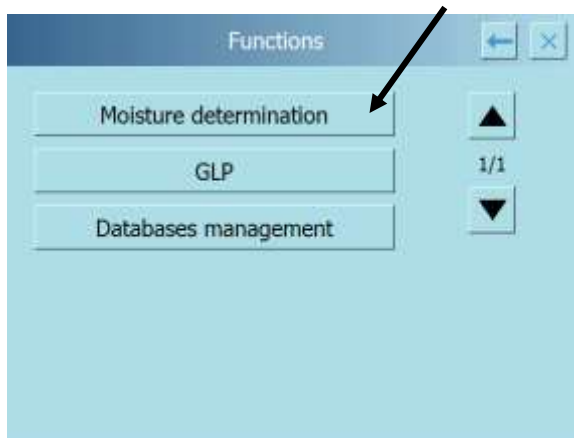 Functions
Moisture determination
GLP
1/1
Databases management